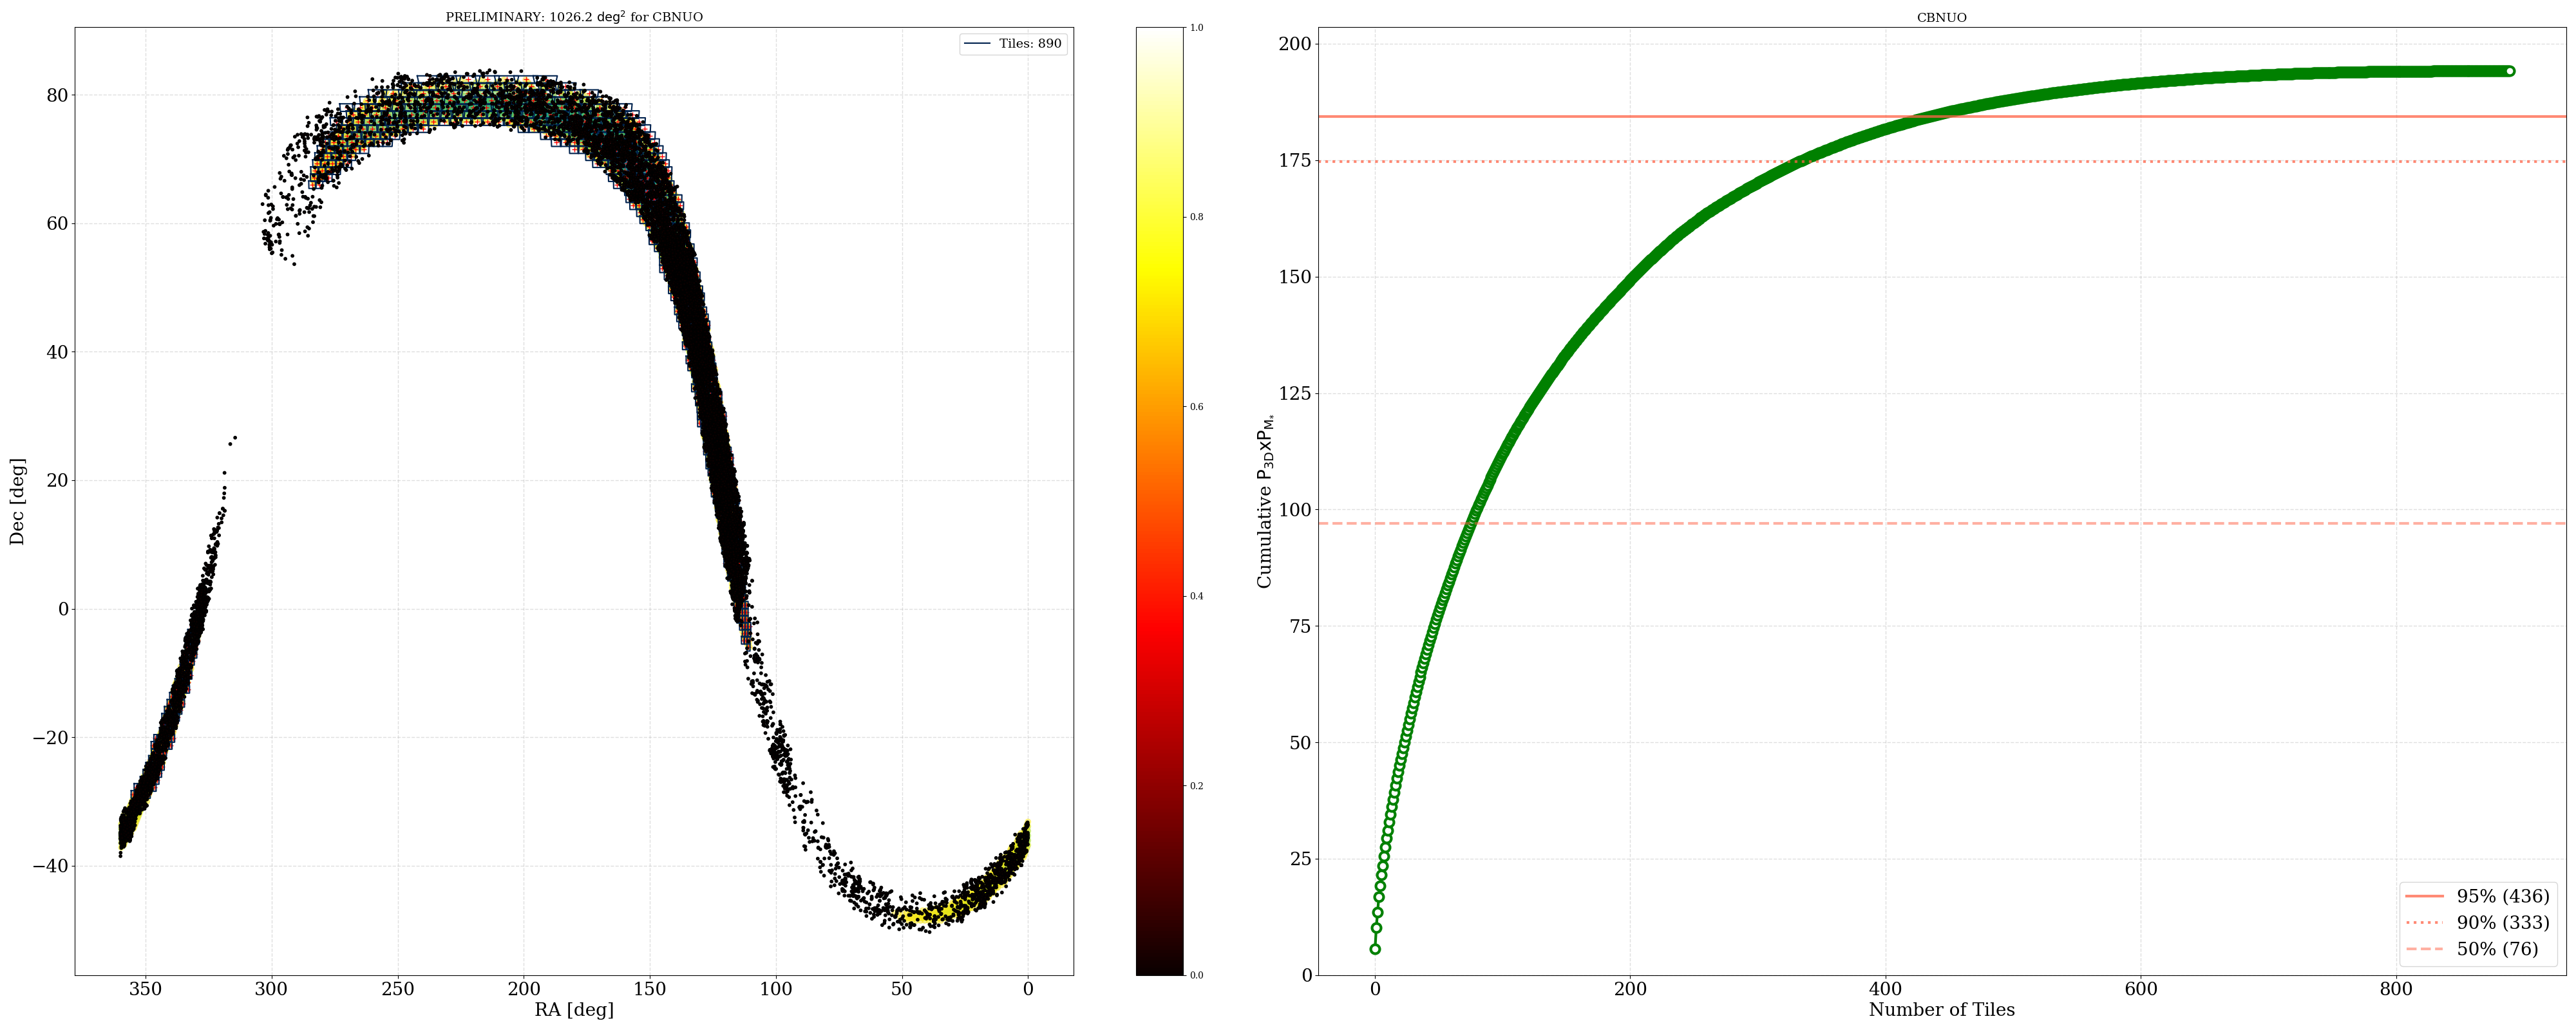 PRELIMINARY: 1026.2 deg² for CBNUO
Tiles: 890
80
60
40
20
0
−20
−40
Dec [deg]
350 300 250 200 150 100 50 0
RA [deg]
1.0
0.8
0.6
0.4
0.2
0.0
CBNUO
200
175
150
125
100
75
50
25
0
Cumulative P3DxPM*
0 200 400 600 800
Number of Tiles
95% (436)
90% (333)
50% (76)